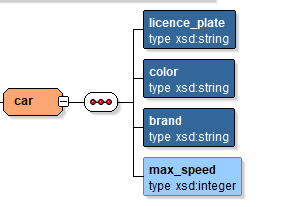 licence_plate
type xsd:string
color
type xsd:string
car
brand
type xsd:string
max_speed
type xsd:integer